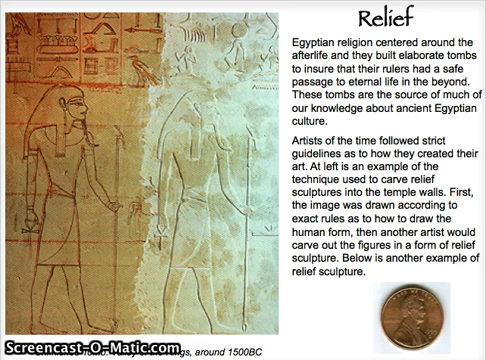 Relief
Egyptian religion centered around the
afterlife and they built elaborate tombs
to insure that their rulers had a safe
passage to eternal life in the beyond.
These tombs are the source of much of
our knowledge about ancient Egyptian
culture.
Artists of the time followed strict
guidelines as to how they created their
art. At left is an example of the
technique used to carve relief
sculptures into the temple walls. First,
the image was drawn according to
exact rules as to how to draw the
human form, then another artist would
carve out the figures in a form of relief
sculpture. Below is another example of
relief sculpture.
Screencast-O-Matic.com
around 1500BC